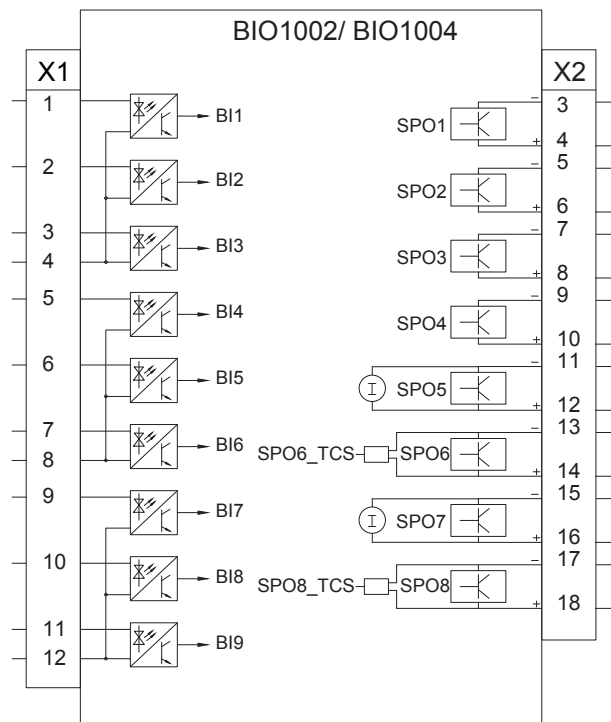 BIO1002/ BIO1004
X1
X2
1
BI1
2
BI2
3
BI3
4
5
BI4
6
BI5
7
BI6
8
9
BI7
10
BI8
11
BI9
12
SPO1
-
3
+
4
SPO2
-
5
+
6
SPO3
-
7
+
8
SPO4
-
9
+
10
I
SPO5
-
11
+
12
SPO6_TCS
SPO6
-
13
+
14
I
SPO7
-
15
+
16
SPO8_TCS
SPO8
-
17
+
18